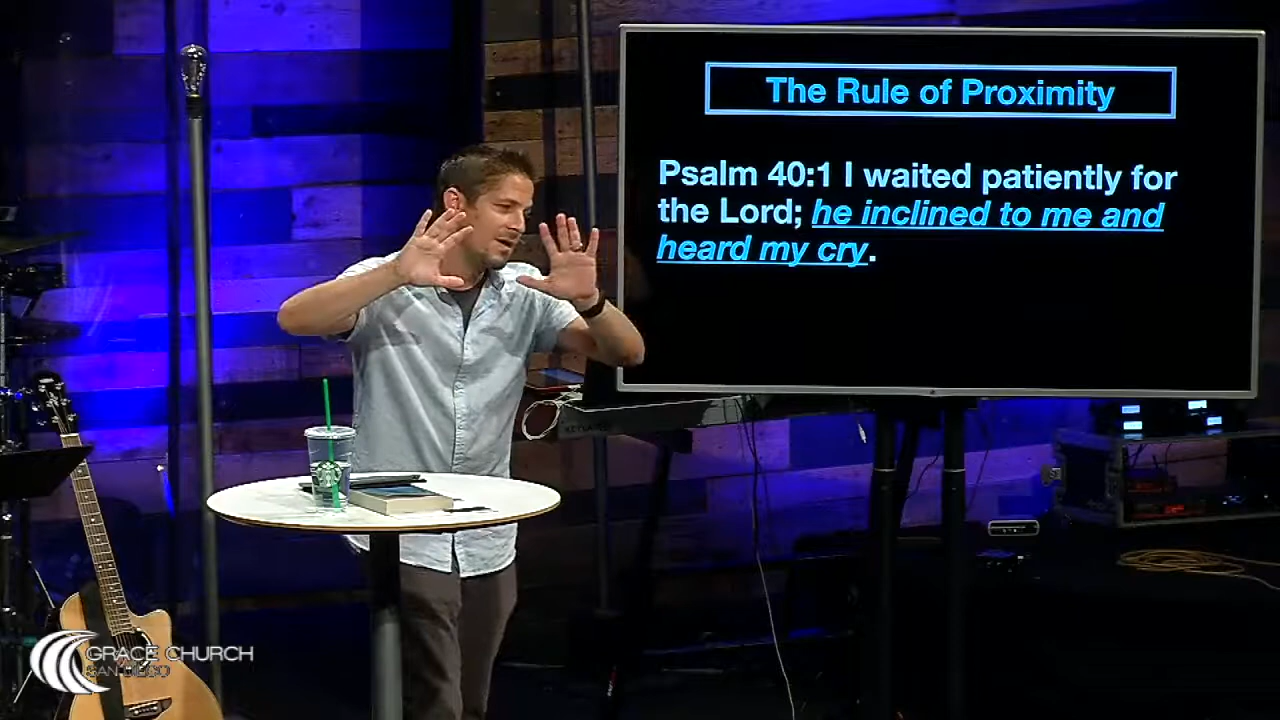 The Rule of Proximity
Psalm 40:1 I waited patiently for
the Lord; he inclined to me and
heard my cry.
GRACE CHURCH
SAN DIEGO